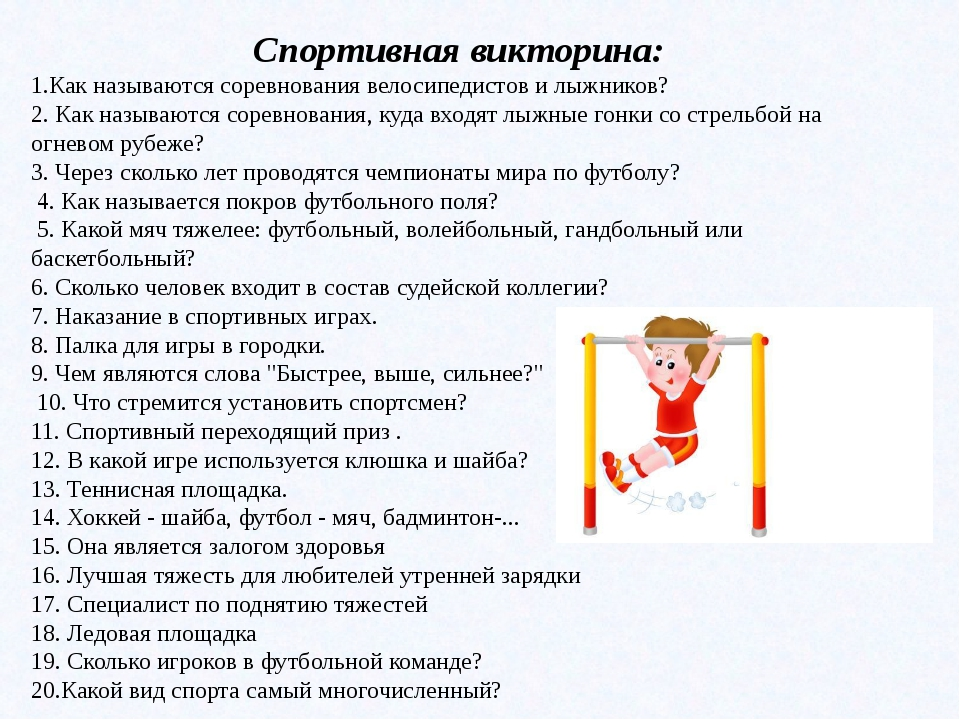 Спортивная викторина:
1.Как называются соревнования велосипедистов и лыжников?
2. Как называются соревнования, куда входят лыжные гонки со стрельбой на
огневом рубеже?
3. Через сколько лет проводятся чемпионаты мира по футболу?
4. Как называется покров футбольного поля?
5. Какой мяч тяжелее: футбольный, волейбольный, гандбольный или
баскетбольный?
6. Сколько человек входит в состав судейской коллегии?
7. Наказание в спортивных играх.
8. Палка для игры в городки.
9. Чем являются слова "Быстрее, выше, сильнее?"
10. Что стремится установить спортсмен?
11. Спортивный переходящий приз .
12. В какой игре используется клюшка и шайба?
13. Теннисная площадка.
14. Хоккей - шайба, футбол - мяч, бадминтон-...
15. Она является залогом здоровья
16. Лучшая тяжесть для любителей утренней зарядки
17. Специалист по поднятию тяжестей
18. Ледовая площадка
19. Сколько игроков в футбольной команде?
20.Какой вид спорта самый многочисленный?